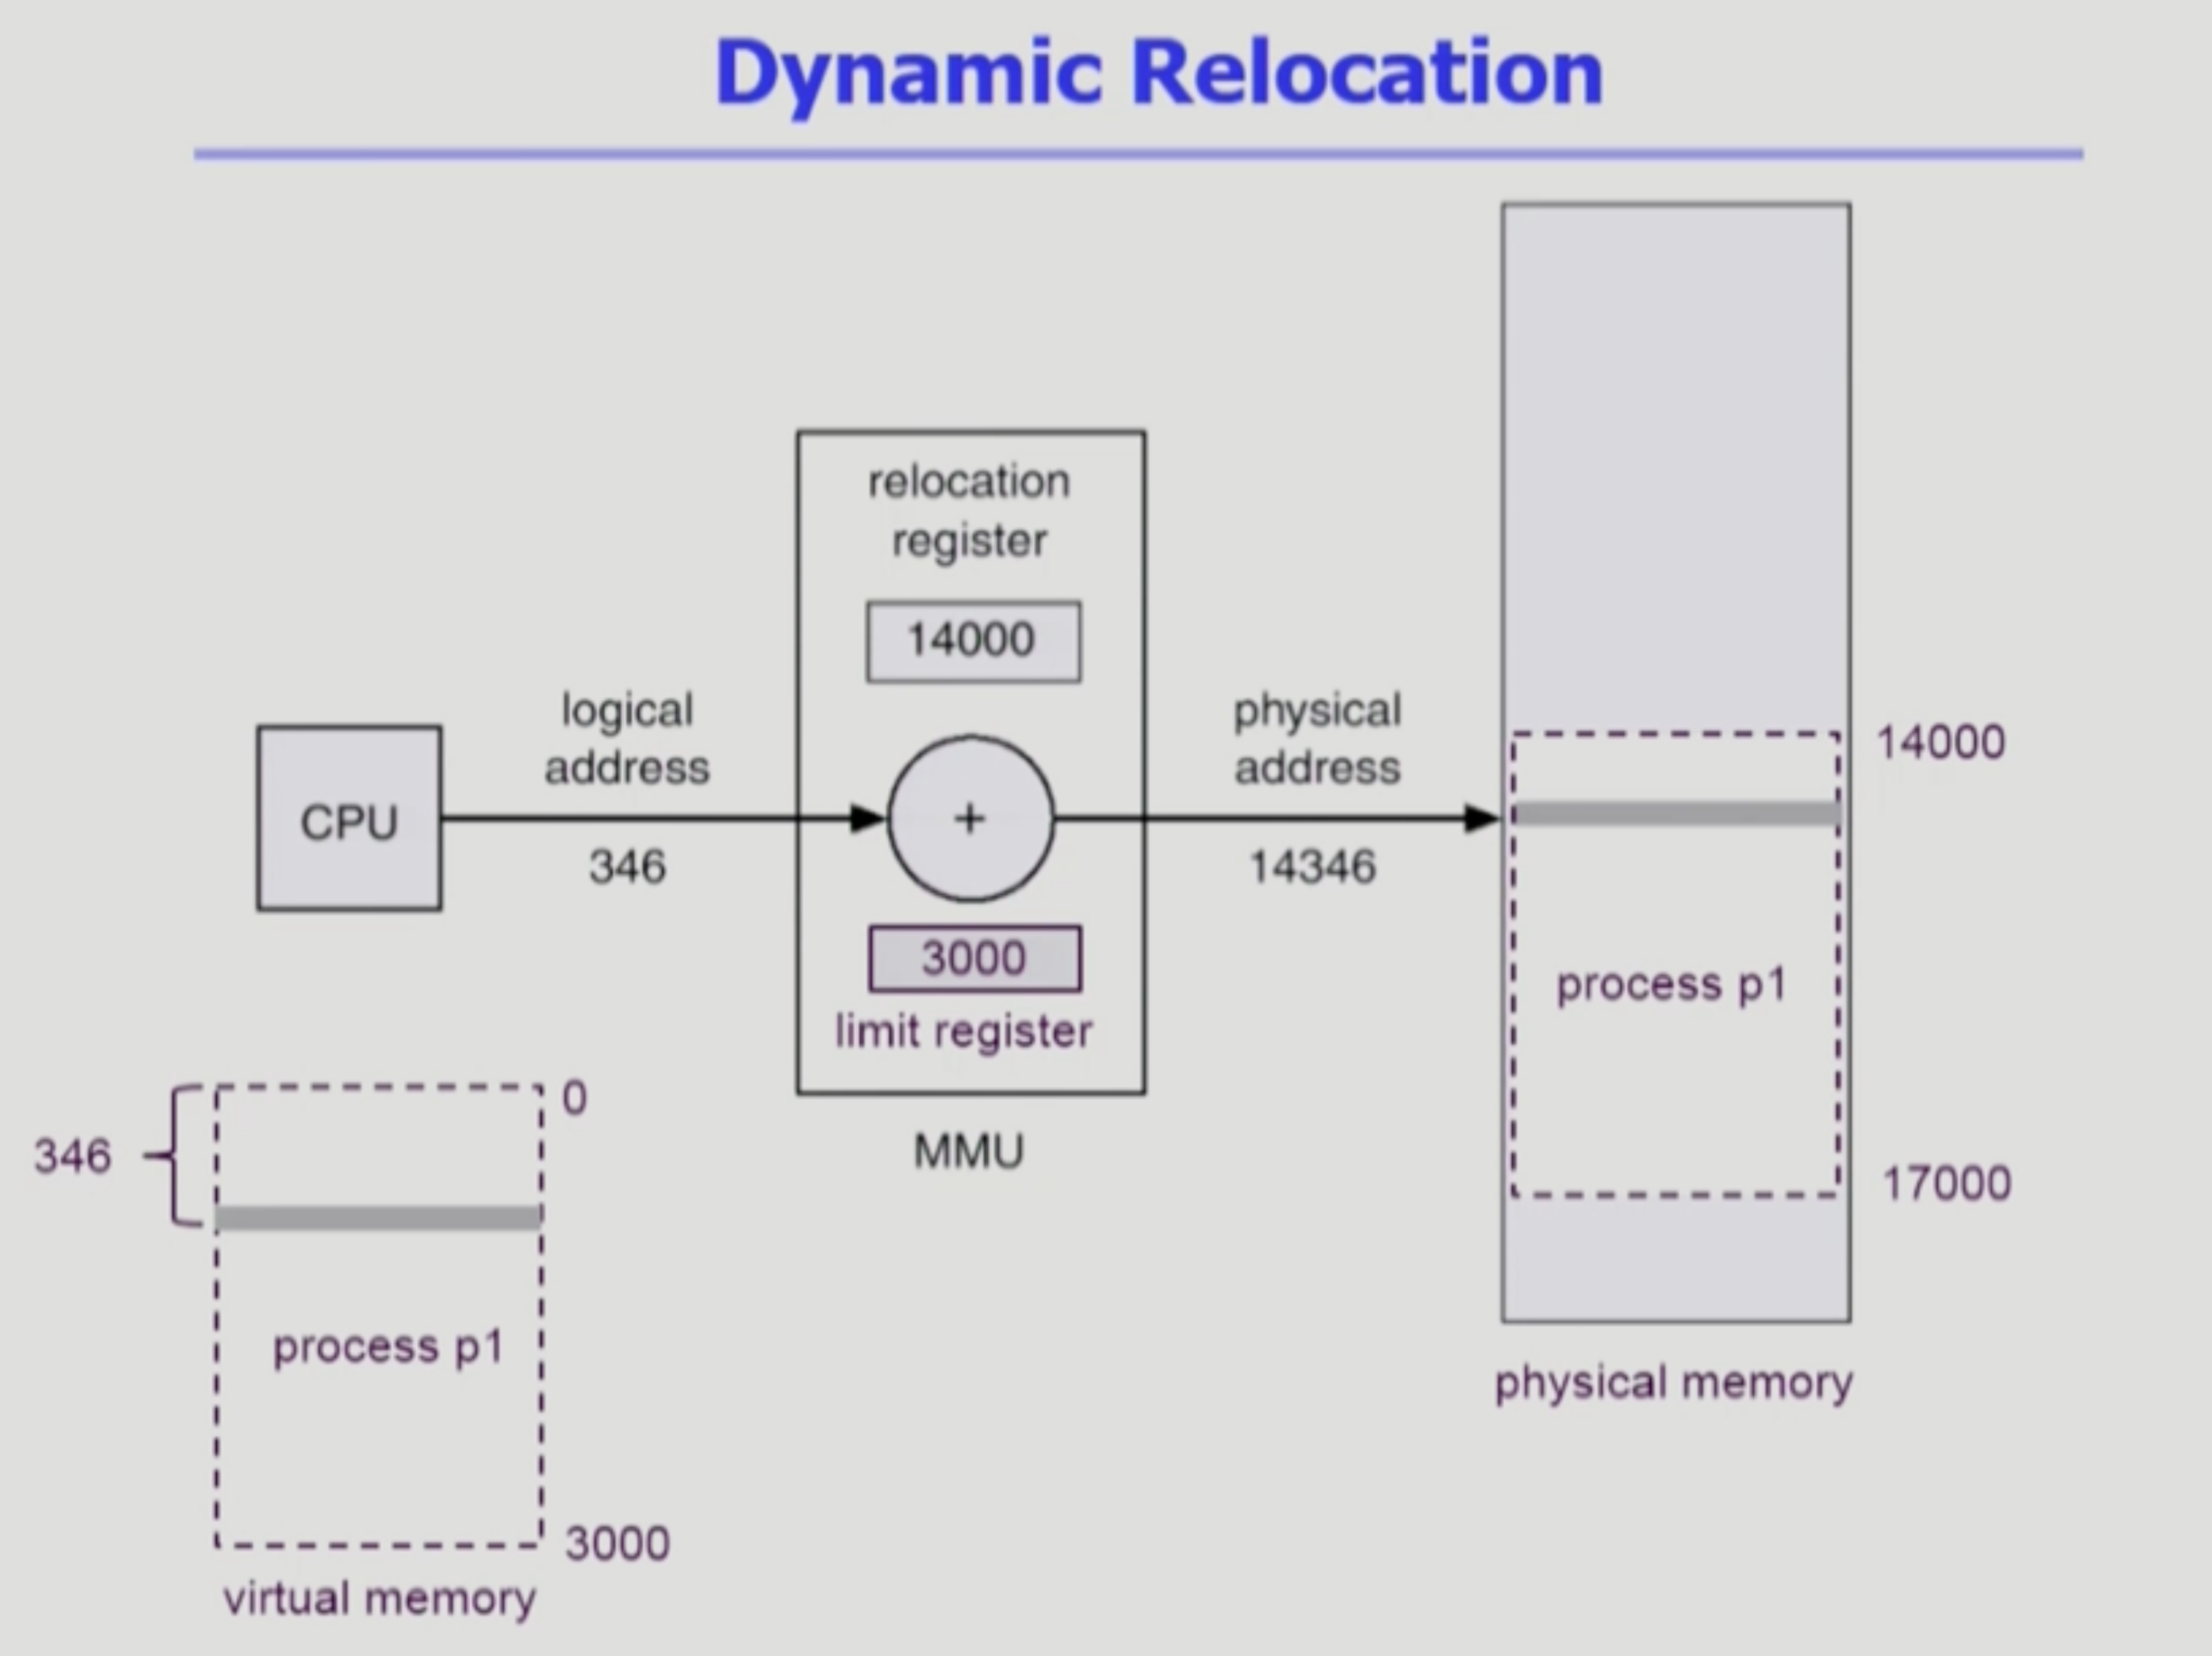 Dynamic Relocation
relocation
register
14000
logical
address
physical
address
14000
CPU
+
346
14346
3000
process p1
limit register
0
346
MMU
17000
process p1
physical memory
3000
virtual memory